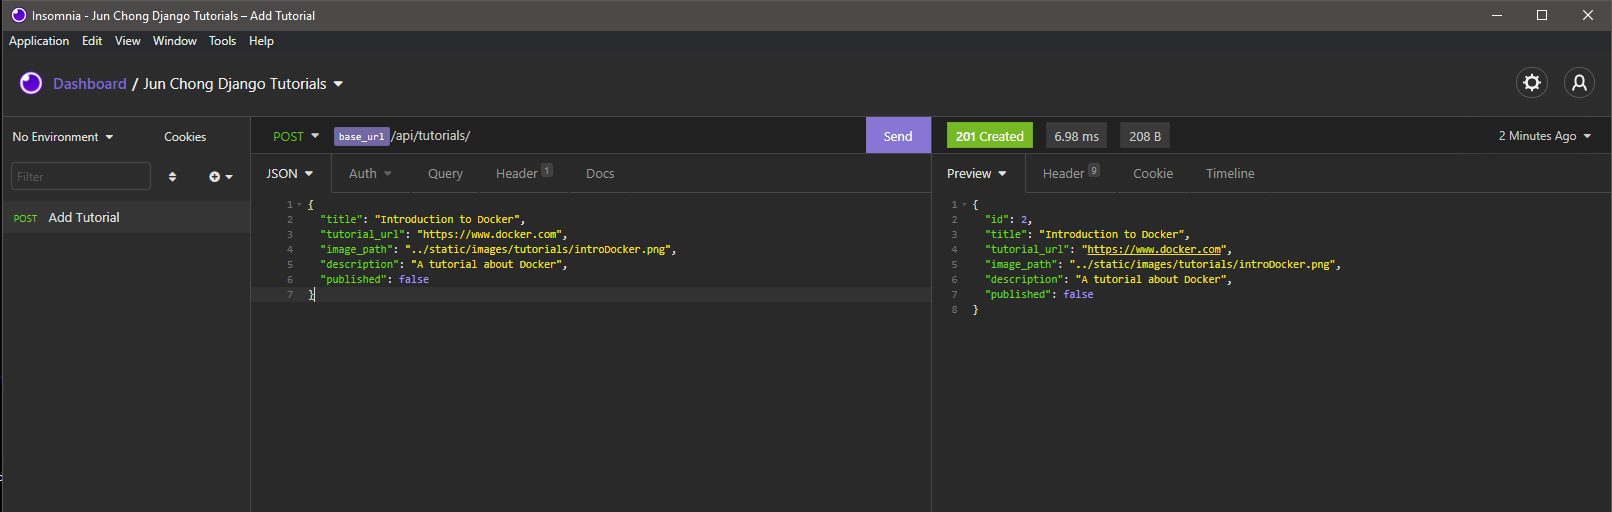 Insomnia - Jun Chong Django Tutorials – Add Tutorial
Application Edit View Window Tools Help
Dashboard / Jun Chong Django Tutorials
No Environment Cookies
Filter
POST Add Tutorial
POST base_url/api/tutorials/ Send
JSON Auth Query Header 1 Docs
1 {
2 "title": "Introduction to Docker",
3 "tutorial_url": "https://www.docker.com",
4 "image_path": "../static/images/tutorials/introDocker.png",
5 "description": "A tutorial about Docker",
6 "published": false
7 }
201 Created 6.98 ms 208 B 2 Minutes Ago
Preview Header 9 Cookie Timeline
1 {
2 "id": 2,
3 "title": "Introduction to Docker",
4 "tutorial_url": "https://www.docker.com",
5 "image_path": "../static/images/tutorials/introDocker.png",
6 "description": "A tutorial about Docker",
7 "published": false
8 }